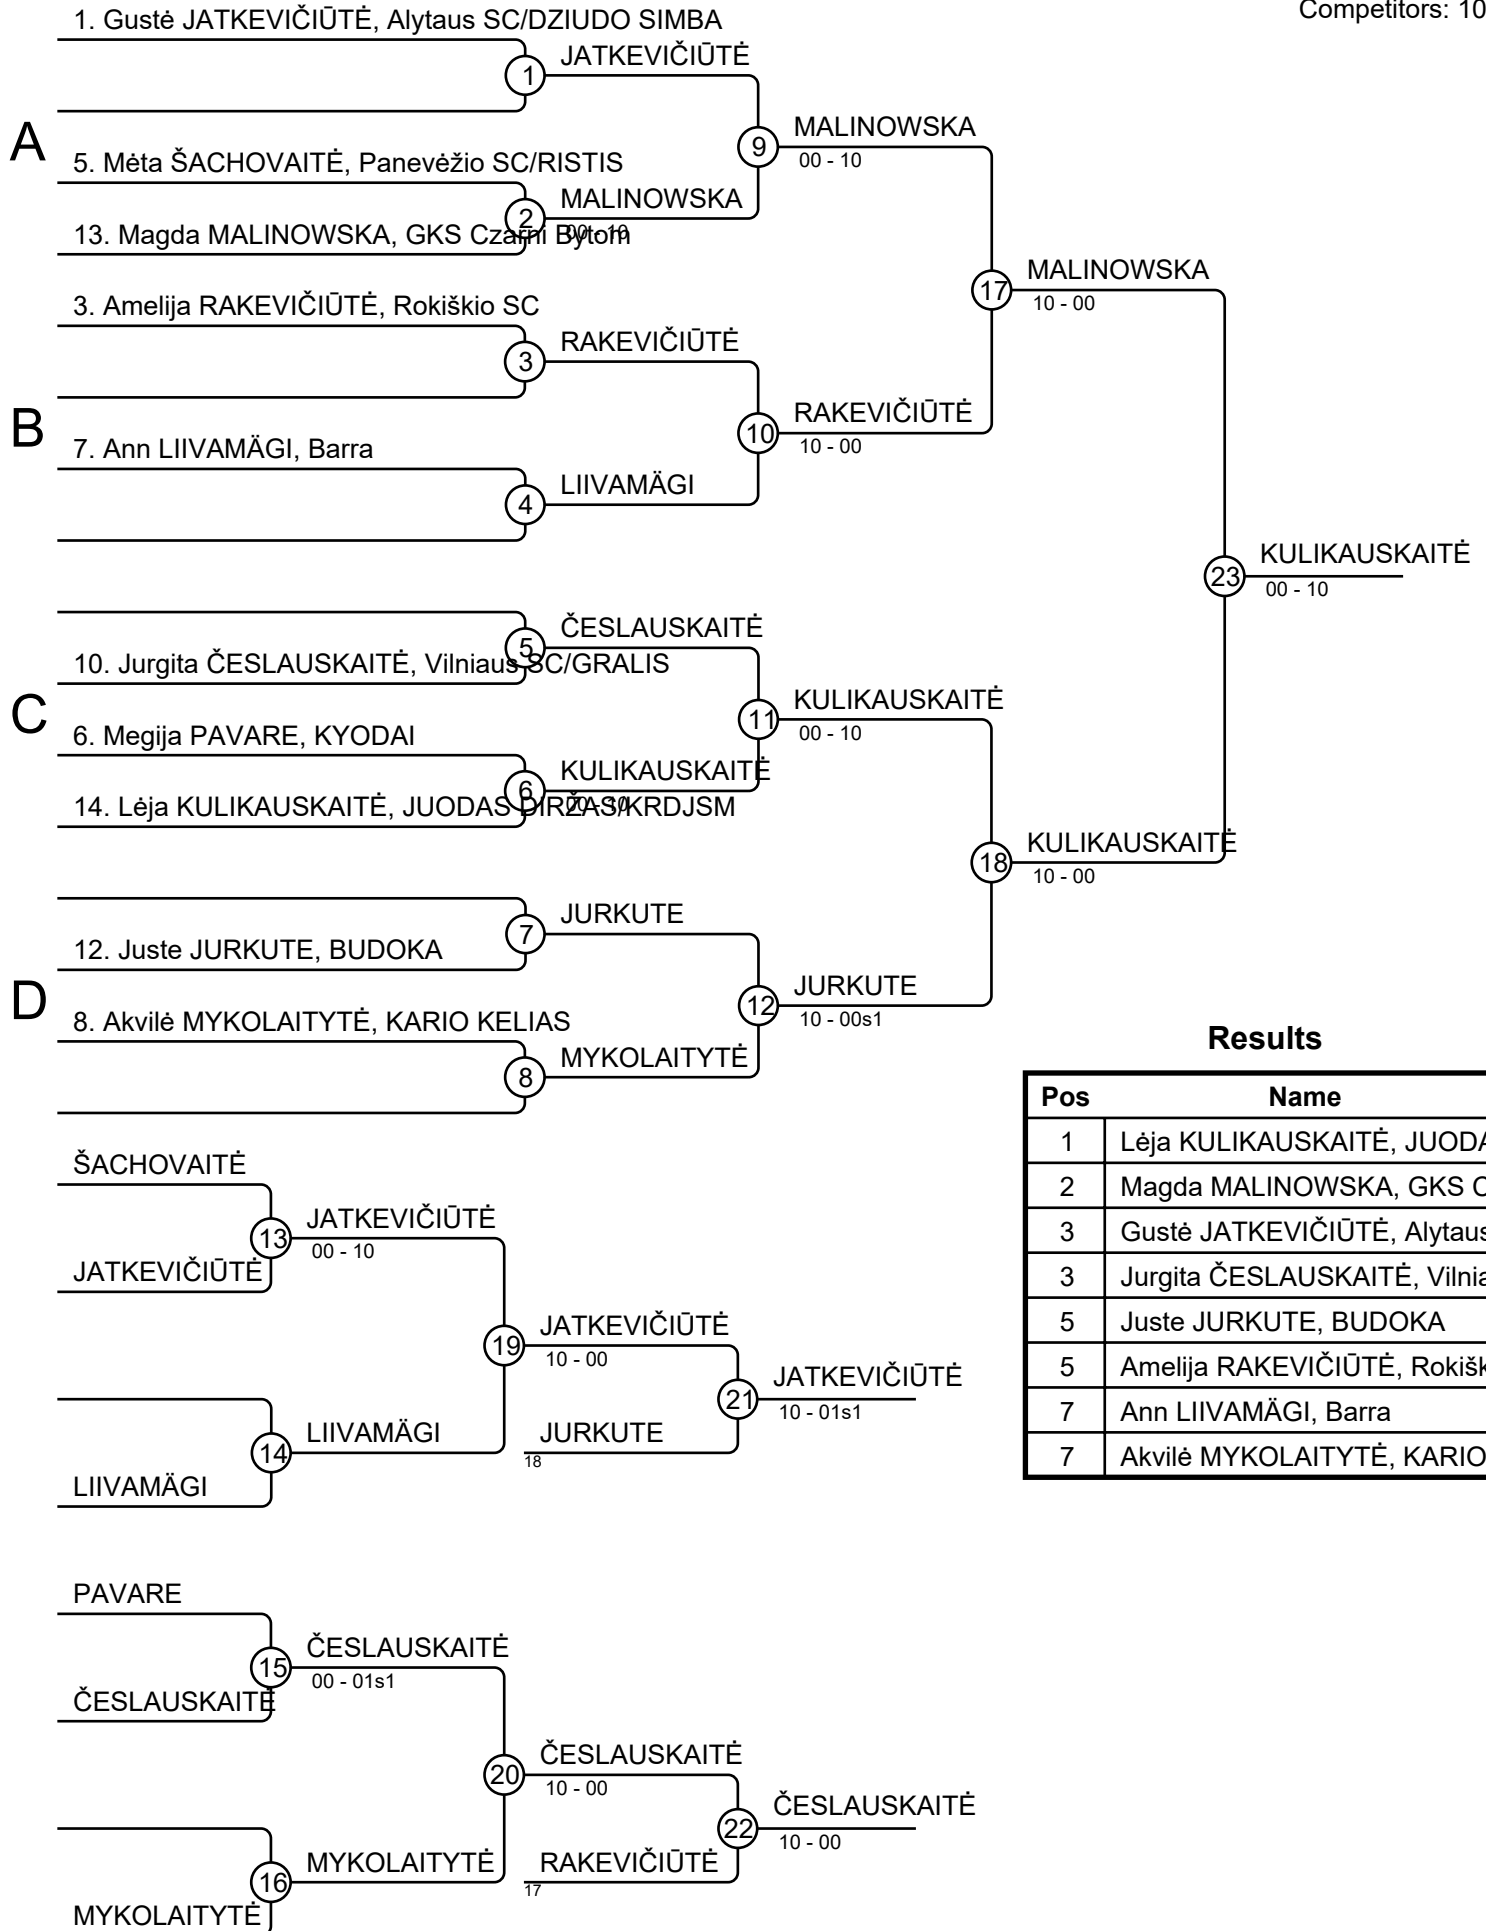 Competitors: 10
1. Gustė JATKEVIČIŪTĖ, Alytaus SC/DZIUDO SIMBA
1
JATKEVIČIŪTĖ
A
9
MALINOWSKA
00 - 10
5. Mėta ŠACHOVAITĖ, Panevėžio SC/RISTIS
2
MALINOWSKA
00 - 10
13. Magda MALINOWSKA, GKS Czarni Bytom
17
MALINOWSKA
10 - 00
3. Amelija RAKEVIČIŪTĖ, Rokiškio SC
3
RAKEVIČIŪTĖ
B
10
RAKEVIČIŪTĖ
10 - 00
7. Ann LIIVAMÄGI, Barra
4
LIIVAMÄGI
23
KULIKAUSKAITĖ
00 - 10
5
ČESLAUSKAITĖ
10. Jurgita ČESLAUSKAITĖ, Vilniaus SC/GRALIS
C
11
KULIKAUSKAITĖ
00 - 10
6. Megija PAVARE, KYODAI
6
KULIKAUSKAITĖ
00 - 10
14. Lėja KULIKAUSKAITĖ, JUODAS DIRŽAS/KRDJSM
18
KULIKAUSKAITĖ
10 - 00
7
JURKUTE
12. Juste JURKUTE, BUDOKA
D
12
JURKUTE
10 - 00s1
8. Akvilė MYKOLAITYTĖ, KARIO KELIAS
8
MYKOLAITYTĖ
Results
Pos Name
1 Lėja KULIKAUSKAITĖ, JUODA
2 Magda MALINOWSKA, GKS C
3 Gustė JATKEVIČIŪTĖ, Alytaus
3 Jurgita ČESLAUSKAITĖ, Vilnia
5 Juste JURKUTE, BUDOKA
5 Amelija RAKEVIČIŪTĖ, Rokišk
7 Ann LIIVAMÄGI, Barra
7 Akvilė MYKOLAITYTĖ, KARIO
ŠACHOVAITĖ
13
JATKEVIČIŪTĖ
00 - 10
JATKEVIČIŪTĖ
19
JATKEVIČIŪTĖ
10 - 00
21
JATKEVIČIŪTĖ
10 - 01s1
14
LIIVAMÄGI
JURKUTE
18
LIIVAMÄGI
PAVARE
15
ČESLAUSKAITĖ
00 - 01s1
ČESLAUSKAITĖ
20
ČESLAUSKAITĖ
10 - 00
22
ČESLAUSKAITĖ
10 - 00
16
MYKOLAITYTĖ
RAKEVIČIŪTĖ
17
MYKOLAITYTĖ